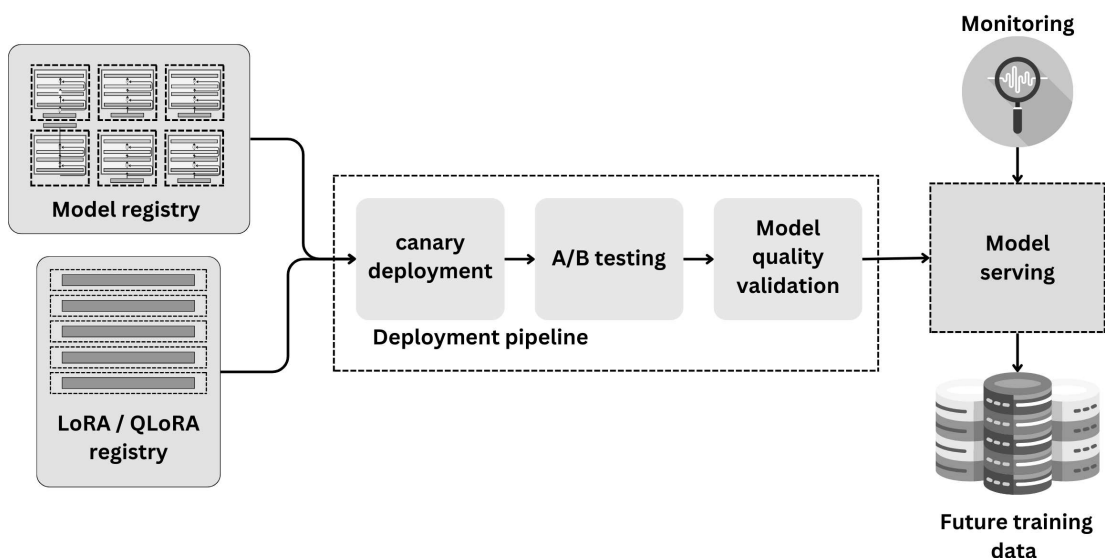 Monitoring
Model registry
LoRA / QLoRA
registry
canary
deployment
A/B testing
Model
quality
validation
Deployment pipeline
Model
serving
Future training
data